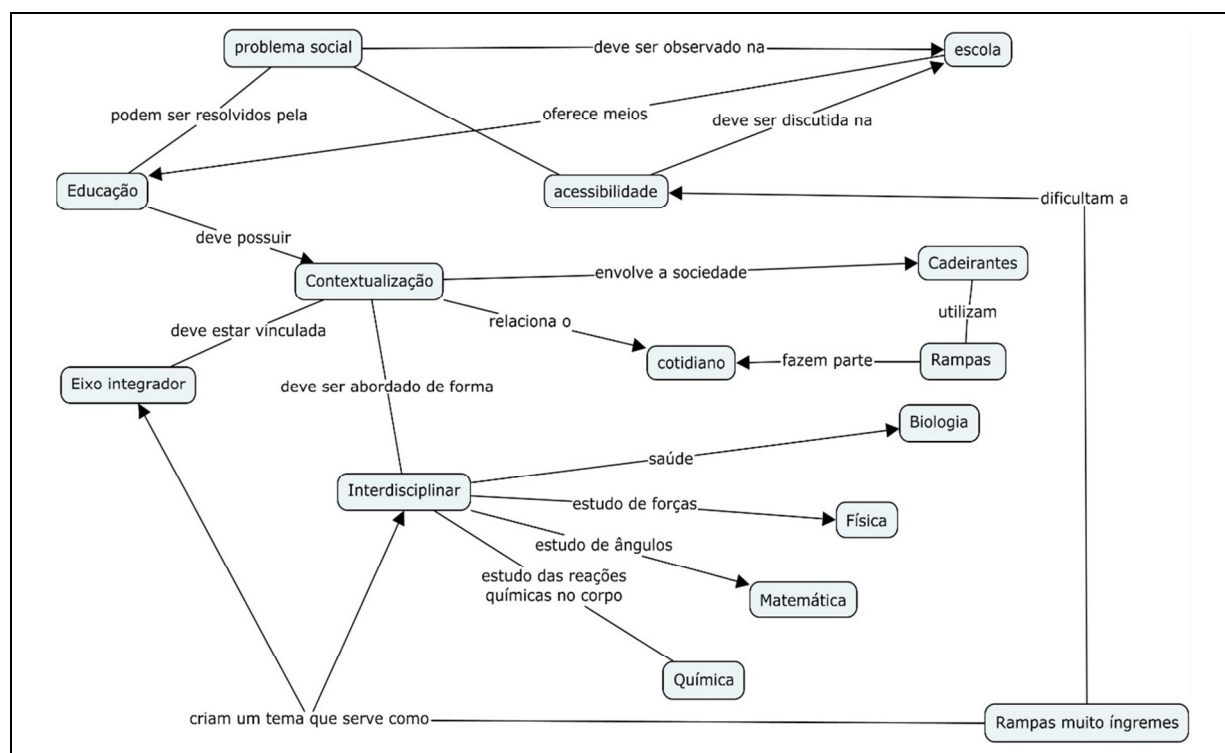 problema social
deve ser observado na
escola
podem ser resolvidos pela
oferece meios
deve ser discutida na
Educação
acessibilidade
dificultam a
deve possuir
Contextualização
envolve a sociedade
Cadeirantes
deve estar vinculada
relaciona o
utilizam
Eixo integrador
deve ser abordado de forma
cotidiano
fazem parte
Rampas
Biologia
saúde
Interdisciplinar
estudo de forças
Física
estudo de ângulos
estudo das reações
químicas no corpo
Matemática
Química
criam um tema que serve como
Rampas muito íngremes